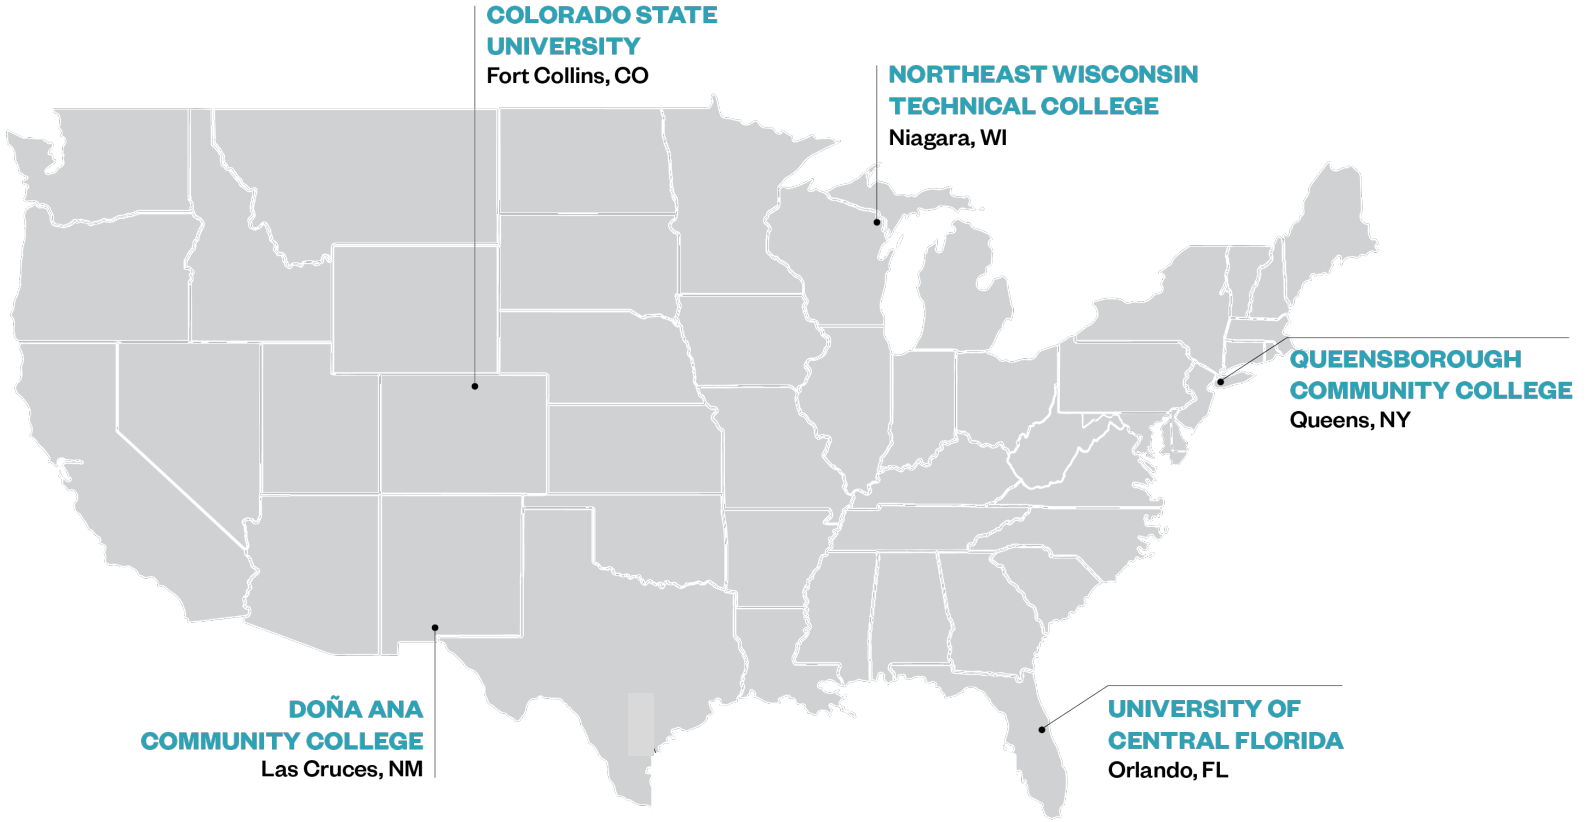 COLORADO STATE
UNIVERSITY
Fort Collins, CO
NORTHEAST WISCONSIN
TECHNICAL COLLEGE
Niagara, WI
QUEENSBOROUGH
COMMUNITY COLLEGE
Queens, NY
DOÑA ANA
COMMUNITY COLLEGE
Las Cruces, NM
UNIVERSITY OF
CENTRAL FLORIDA
Orlando, FL